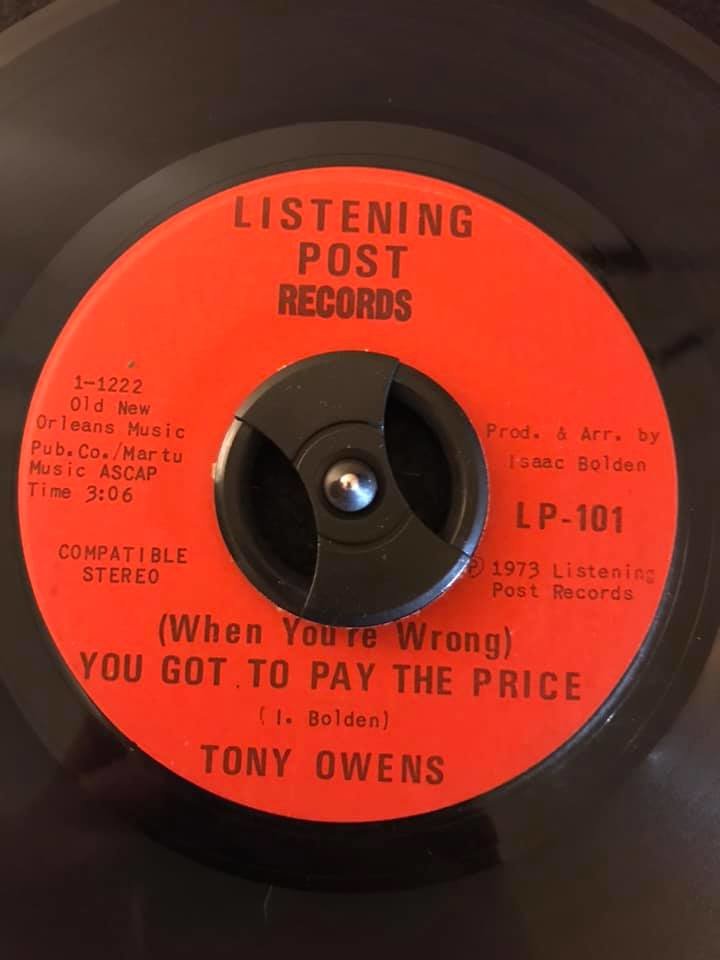 LISTENING
POST
RECORDS
1-1222
Old New
Orleans Music
Pub.Co./Martu
Music ASCAP
Time 3:06
COMPATIBLE
STEREO
Prod. & Arr. by
Isaac Bolden
LP-101
℗ 1973 Listening
Post Records
(When You're Wrong)
YOU GOT TO PAY THE PRICE
(I. Bolden)
TONY OWENS